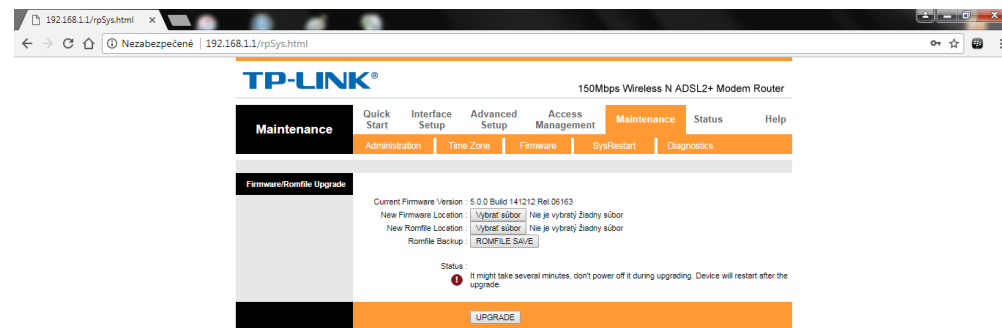 192.168.1.1/rpSys.html
Nezabezpečené | 192.168.1.1/rpSys.html
TP-LINK®
150Mbps Wireless N ADSL2+ Modem Router
Maintenance
Quick Start
Interface Setup
Advanced Setup
Access Management
Maintenance
Status
Help
Administration
Time Zone
Firmware
SysRestart
Diagnostics
Firmware/Romfile Upgrade
Current Firmware Version : 5.0.0 Build 141212 Rel.06163
New Firmware Location : Vybrať súbor Nie je vybratý žiadny súbor
New Romfile Location : Vybrať súbor Nie je vybratý žiadny súbor
Romfile Backup : ROMFILE SAVE
Status :
It might take several minutes, don't power off it during upgrading. Device will restart after the
upgrade.
UPGRADE